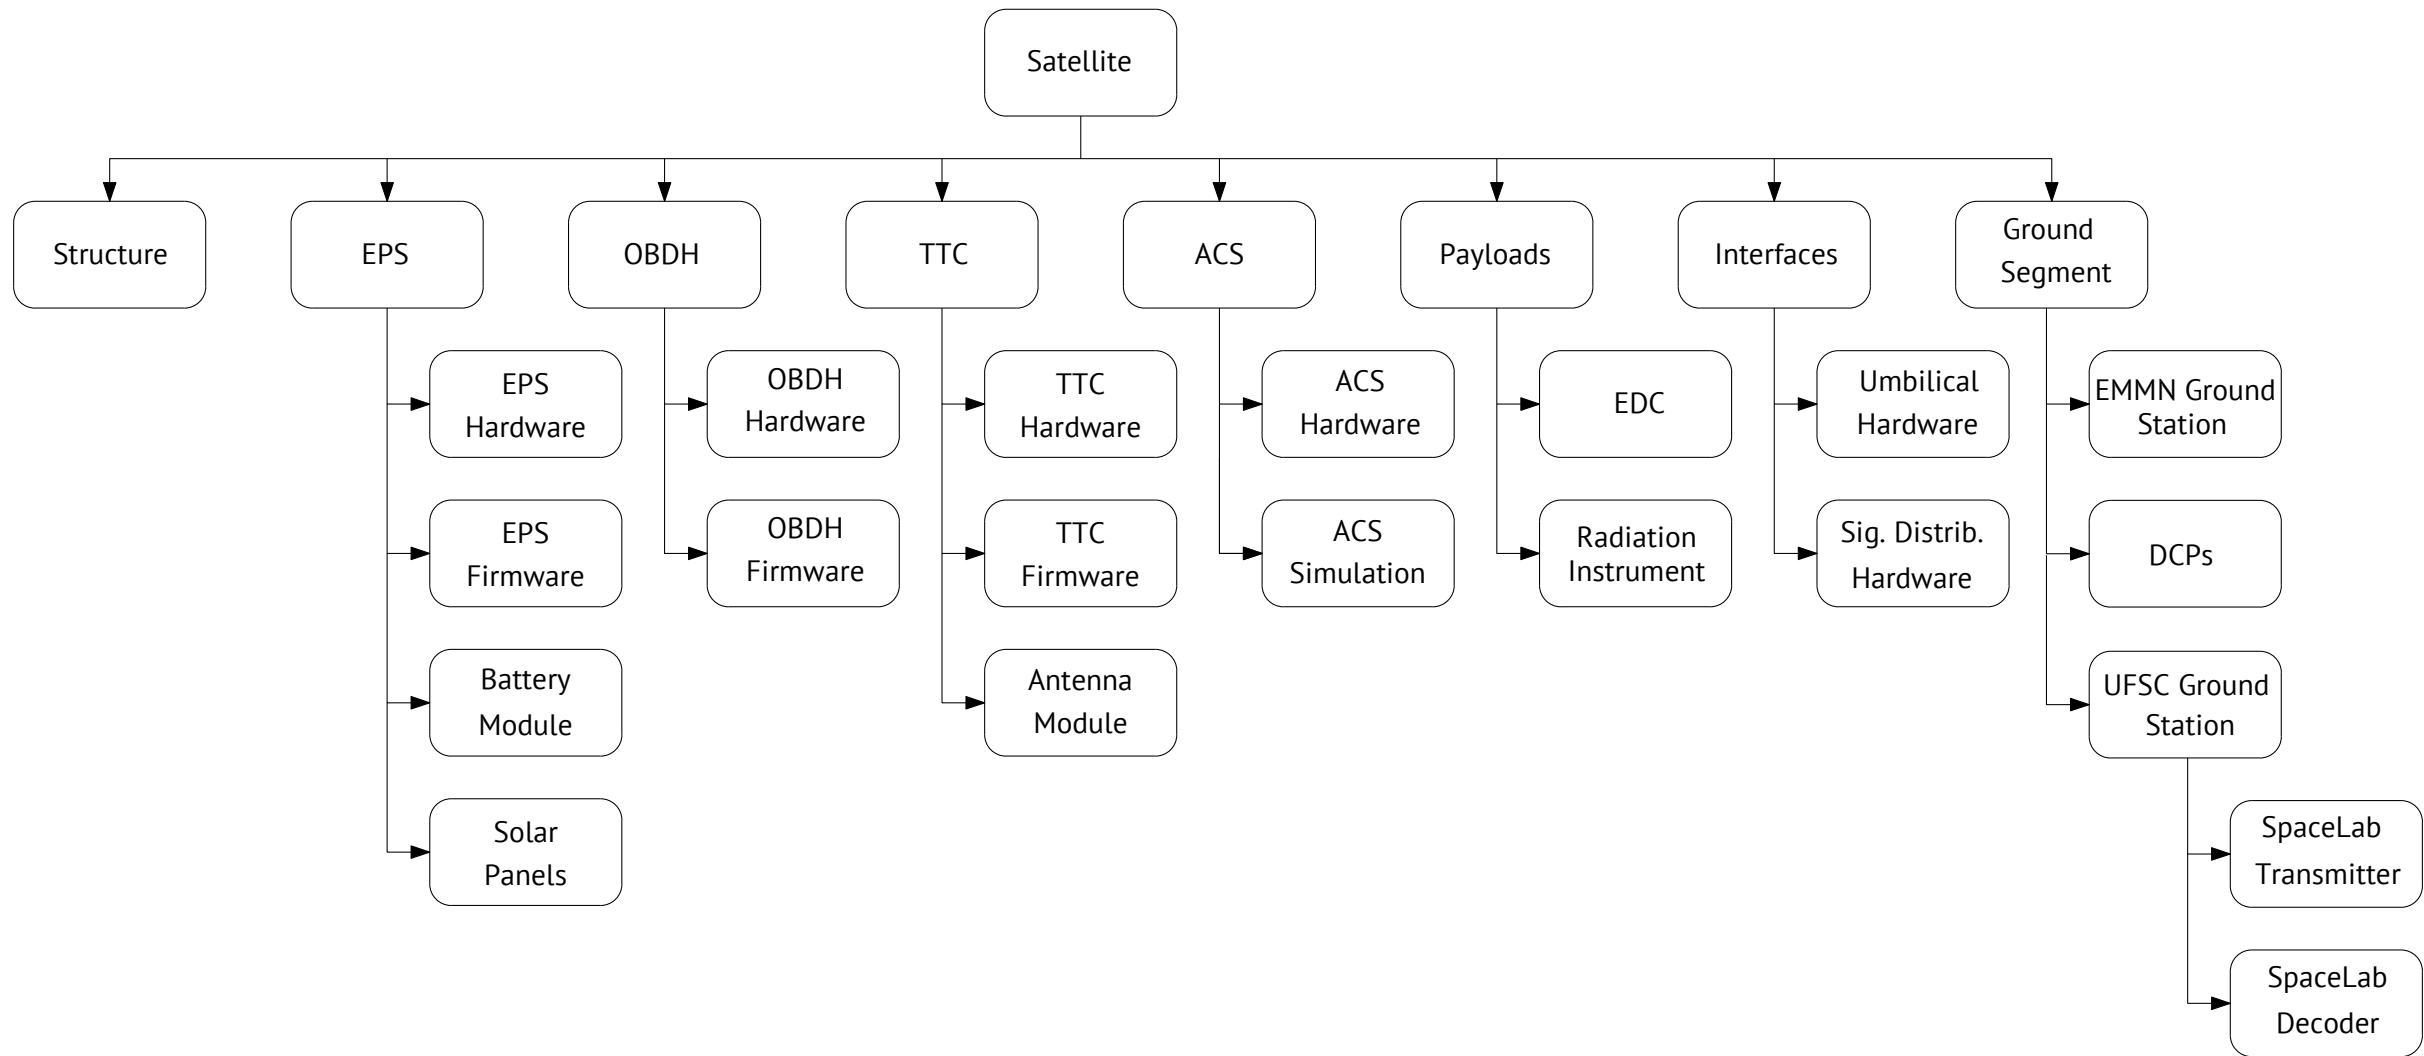 Satellite
Structure
EPS
OBDH
TTC
ACS
Payloads
Interfaces
Ground
Segment
EPS
Hardware
EPS
Firmware
Battery
Module
Solar
Panels
OBDH
Hardware
OBDH
Firmware
TTC
Hardware
TTC
Firmware
Antenna
Module
ACS
Hardware
ACS
Simulation
EDC
Radiation
Instrument
Umbilical
Hardware
Sig. Distrib.
Hardware
EMMN Ground
Station
DCPs
UFSC Ground
Station
SpaceLab
Transmitter
SpaceLab
Decoder